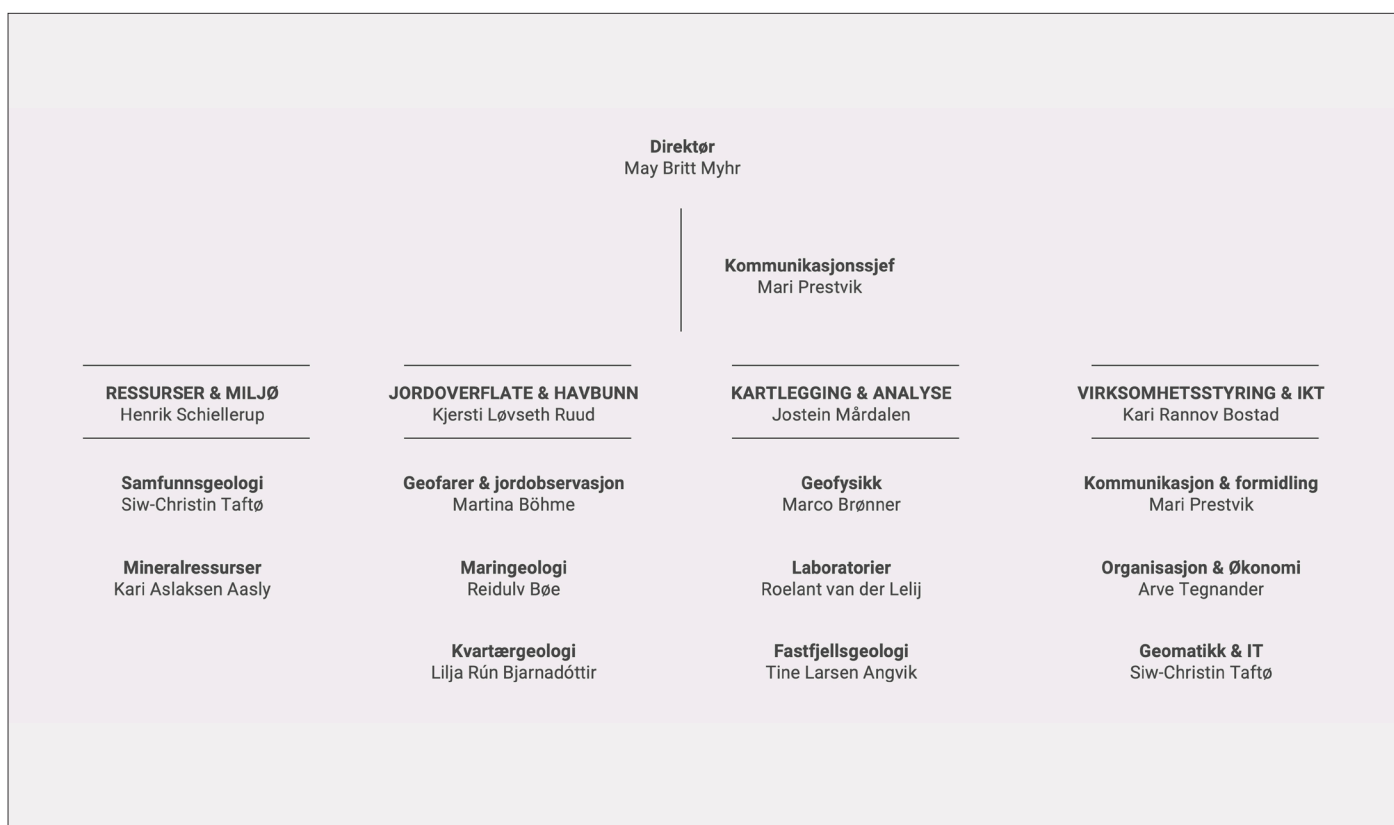 Direktør
May Britt Myhr
Kommunikasjonssjef
Mari Prestvik
RESSURSER & MILJØ
Henrik Schiellerup
Samfunnsgeologi
Siw-Christin Taftø
Mineralressurser
Kari Aslaksen Aasly
JORDOVERFLATE & HAVBUNN
Kjersti Løvseth Ruud
Geofarer & jordobservasjon
Martina Böhme
Maringeologi
Reidulv Bøe
Kvartærgeologi
Lilja Rún Bjarnadóttir
KARTLEGGING & ANALYSE
Jostein Mårdalen
Geofysikk
Marco Brønner
Laboratorier
Roelant van der Lelij
Fastfjellsgeologi
Tine Larsen Angvik
VIRKSOMHETSSTYRING & IKT
Kari Rannov Bostad
Kommunikasjon & formidling
Mari Prestvik
Organisasjon & Økonomi
Arve Tegnander
Geomatikk & IT
Siw-Christin Taftø